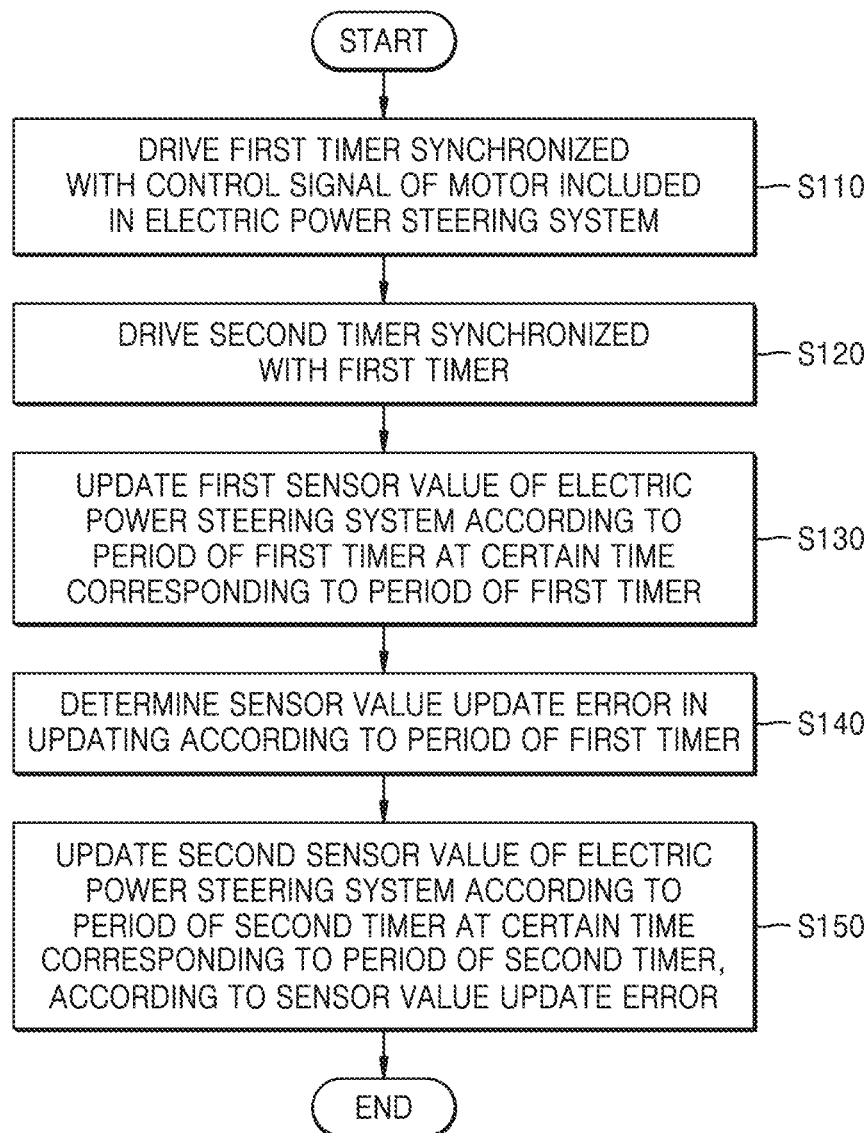 START
DRIVE FIRST TIMER SYNCHRONIZED
WITH CONTROL SIGNAL OF MOTOR INCLUDED
IN ELECTRIC POWER STEERING SYSTEM
S110
DRIVE SECOND TIMER SYNCHRONIZED
WITH FIRST TIMER
S120
UPDATE FIRST SENSOR VALUE OF ELECTRIC
POWER STEERING SYSTEM ACCORDING TO
PERIOD OF FIRST TIMER AT CERTAIN TIME
CORRESPONDING TO PERIOD OF FIRST TIMER
S130
DETERMINE SENSOR VALUE UPDATE ERROR IN
UPDATING ACCORDING TO PERIOD OF FIRST TIMER
S140
UPDATE SECOND SENSOR VALUE OF ELECTRIC
POWER STEERING SYSTEM ACCORDING TO
PERIOD OF SECOND TIMER AT CERTAIN TIME
CORRESPONDING TO PERIOD OF SECOND TIMER,
ACCORDING TO SENSOR VALUE UPDATE ERROR
S150
END